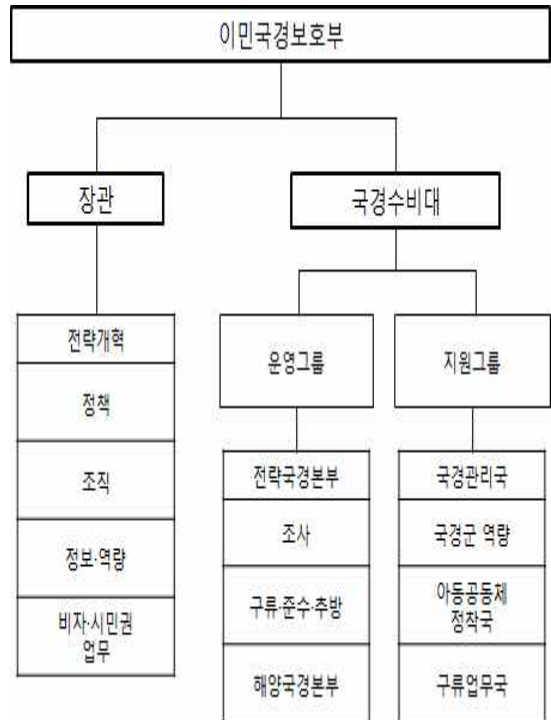 이민국경보호부
장관
국경수비대
전략개혁
정책
조직
정보·역량
비자·시민권
업무
운영그룹
지원그룹
전략국경본부
조사
구류·준수·추방
해양국경본부
국경관리국
국경군 역량
아동공동체
정착국
구류업무국